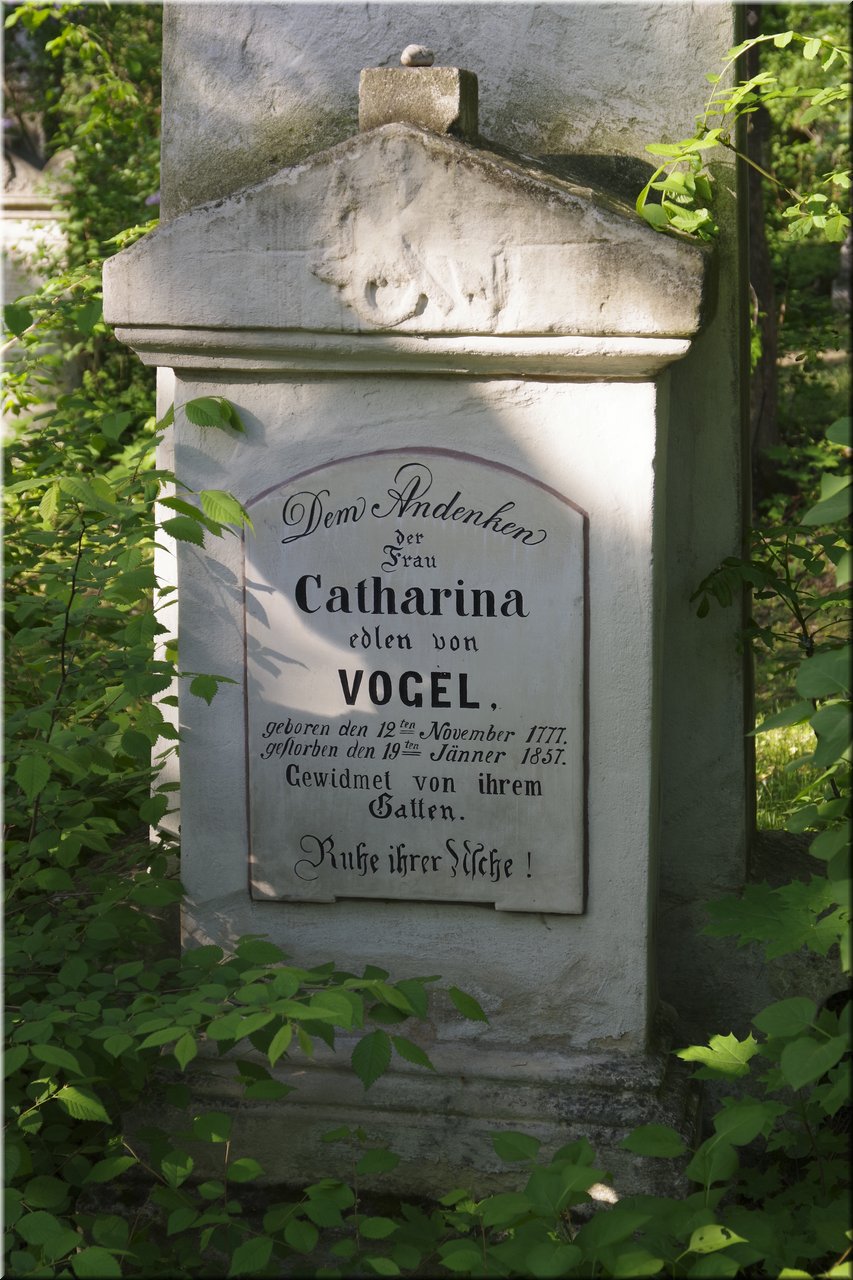 Dem Andenken
der
Frau
Catharina
edlen von
VOGEL,
geboren den 12ten November 1777.
geſtorben den 19ten Jänner 1857.
Gewidmet von ihrem
Gatten.
Ruhe ihrer Aſche!